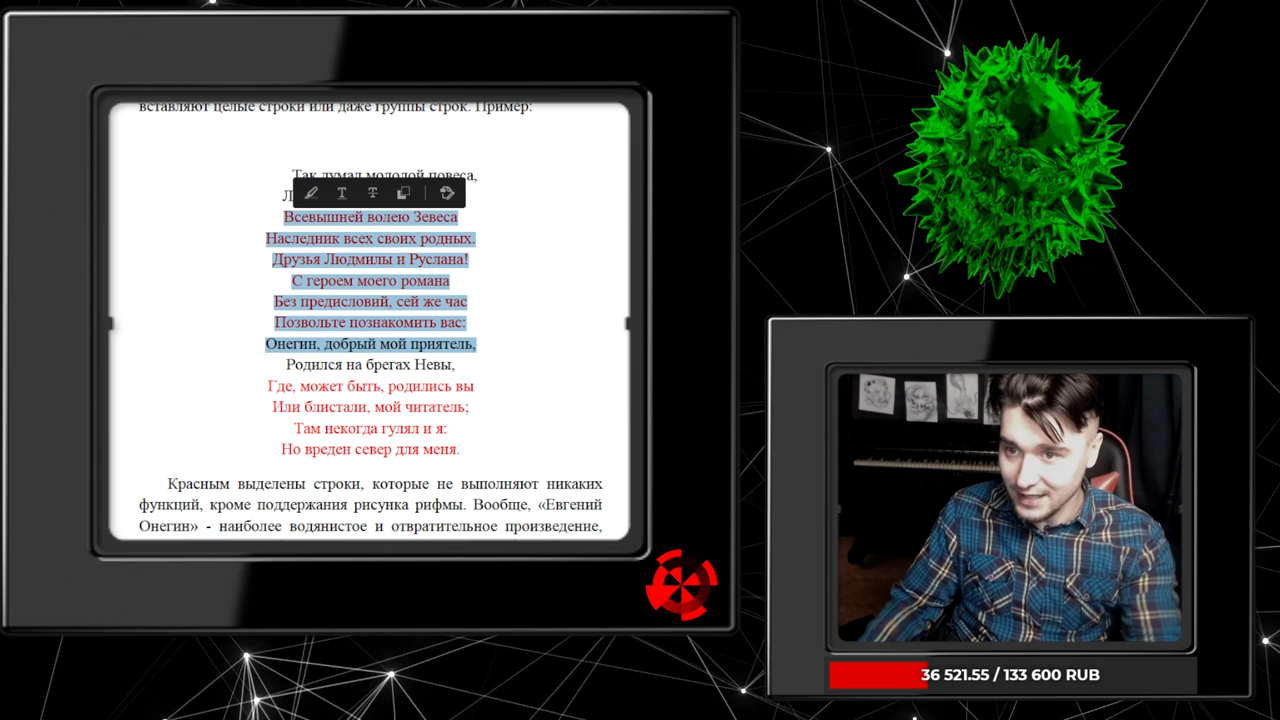 вставляют целые строки или даже группы строк. Пример:
Так думал молодой повеса,
Л
Всевышней волею Зевеса
Наследник всех своих родных.
Друзья Людмилы и Руслана!
С героем моего романа
Без предисловий, сей же час
Позвольте познакомить вас:
Онегин, добрый мой приятель,
Родился на брегах Невы,
Где, может быть, родились вы
Или блистали, мой читатель;
Там некогда гулял и я:
Но вреден север для меня.
Красным выделены строки, которые не выполняют никаких
функций, кроме поддержания рисунка рифмы. Вообще, «Евгений
Онегин» - наиболее водянистое и отвратительное произведение,
36 521.55 / 133 600 RUB